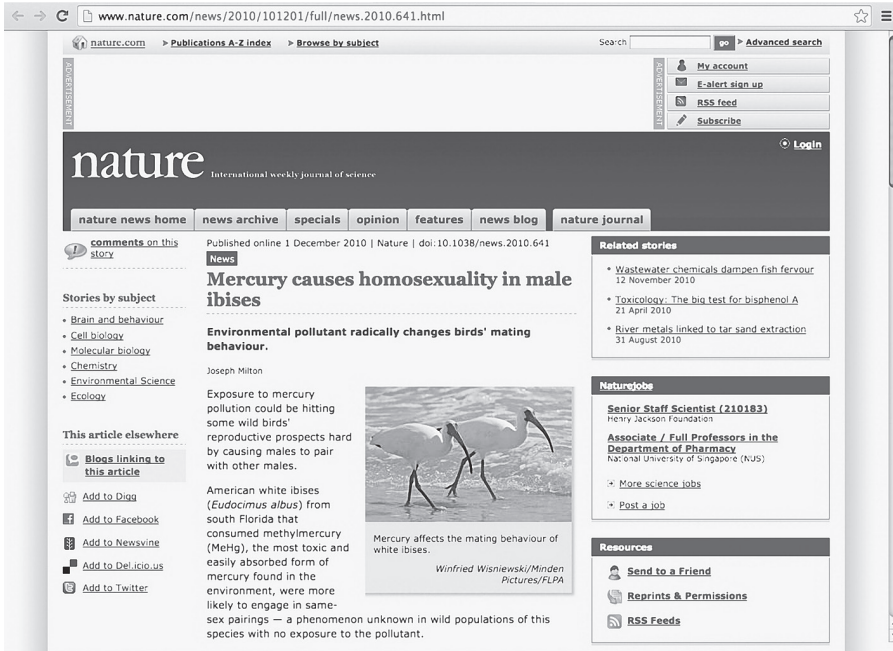 www.nature.com/news/2010/101201/full/news.2010.641.html
nature.com
Publications A-Z index
Browse by subject
Search
go
Advanced search
ADVERTISEMENT
ADVERTISEMENT
My account
E-alert sign up
RSS feed
Subscribe
Login
nature
International weekly journal of science
nature news home
news archive
specials
opinion
features
news blog
nature journal
comments on this
story
Stories by subject
Brain and behaviour
Cell biology
Molecular biology
Chemistry
Environmental Science
Ecology
This article elsewhere
Blogs linking to
this article
Add to Digg
Add to Facebook
Add to Newsvine
Add to Del.icio.us
Add to Twitter
Published online 1 December 2010 | Nature | doi:10.1038/news.2010.641
News
Mercury causes homosexuality in male
ibises
Environmental pollutant radically changes birds' mating
behaviour.
Joseph Milton
Exposure to mercury
pollution could be hitting
some wild birds'
reproductive prospects hard
by causing males to pair
with other males.
American white ibises
(Eudocimus albus) from
south Florida that
consumed methylmercury
(MeHg), the most toxic and
easily absorbed form of
mercury found in the
environment, were more
likely to engage in same-
sex pairings — a phenomenon unknown in wild populations of this
species with no exposure to the pollutant.
Mercury affects the mating behaviour of
white ibises.
Winfried Wisniewski/Minden
Pictures/FLPA
Related stories
Wastewater chemicals dampen fish fervour
12 November 2010
Toxicology: The big test for bisphenol A
21 April 2010
River metals linked to tar sand extraction
31 August 2010
Naturejobs
Senior Staff Scientist (210183)
Henry Jackson Foundation
Associate / Full Professors in the
Department of Pharmacy
National University of Singapore (NUS)
More science jobs
Post a job
Resources
Send to a Friend
Reprints & Permissions
RSS Feeds